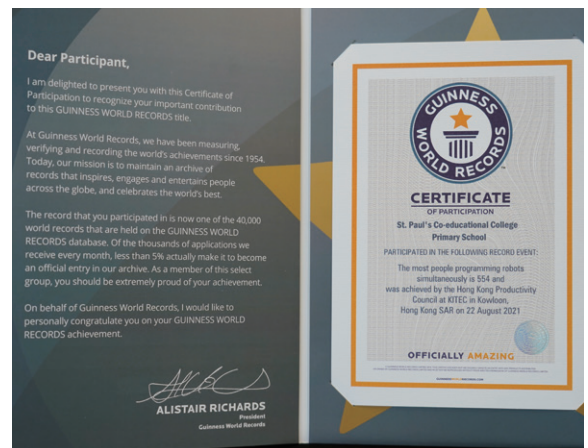 Dear Participant,
I am delighted to present you with this Certificate of
Participation to recognize your important contribution
to this GUINNESS WORLD RECORDS title.
At Guinness World Records, we have been measuring,
verifying and recording the world's achievements since 1954.
Today, our mission is to maintain an archive of
records that inspires, engages and entertains people
across the globe, and celebrates the world's best.
The record that you participated in is now one of the 40,000
world records that are held on the GUINNESS WORLD
RECORDS database. Of the thousands of applications we
receive every month, less than 5% actually make it to become
an official entry in our archive. As a member of this select
group, you should be extremely proud of your achievement.
On behalf of Guinness World Records, I would like to
personally congratulate you on your GUINNESS WORLD
RECORDS achievement.
ALISTAIR RICHARDS
President
Guinness World Records
GUINNESS
WORLD RECORDS
CERTIFICATE
OF PARTICIPATION
St. Paul's Co-educational College
Primary School
PARTICIPATED IN THE FOLLOWING RECORD EVENT:
The most people programming robots
simultaneously is 554 and
was achieved by the Hong Kong Productivity
Council at KITEC in Kowloon,
Hong Kong SAR on 22 August 2021
OFFICIALLY AMAZING